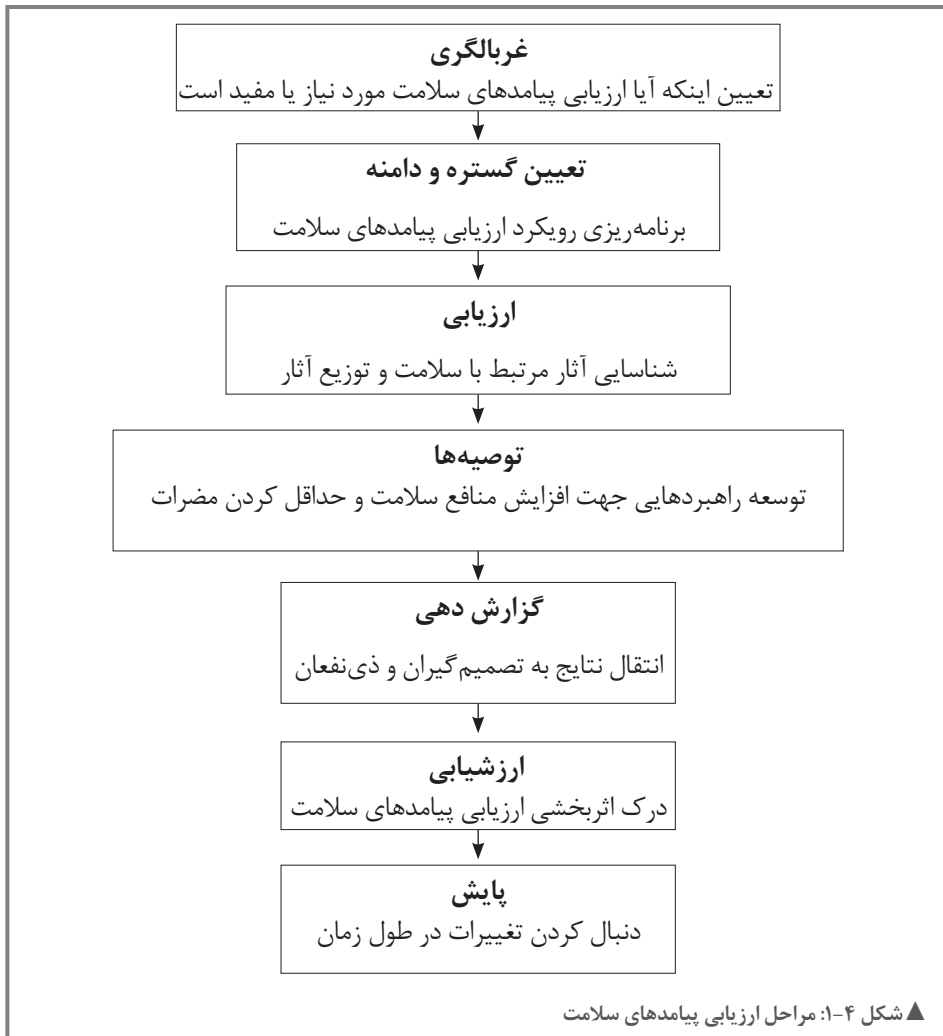 غربالگری
تعیین اینکه آیا ارزیابی پیامدهای سلامت مورد نیاز یا مفید است
تعیین گستره و دامنه
برنامه‌ریزی رویکرد ارزیابی پیامدهای سلامت
ارزیابی
شناسایی آثار مرتبط با سلامت و توزیع آثار
توصیه‌ها
توسعه راهبردهایی جهت افزایش منافع سلامت و حداقل کردن مضرات
گزارش دهی
انتقال نتایج به تصمیم‌گیران و ذی‌نفعان
ارزشیابی
درک اثربخشی ارزیابی پیامدهای سلامت
پایش
دنبال کردن تغییرات در طول زمان
▲ شکل ۴-۱: مراحل ارزیابی پیامدهای سلامت